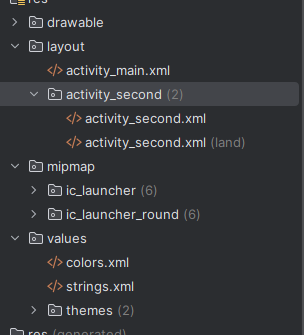 res
drawable
layout
activity_main.xml
activity_second (2)
activity_second.xml
activity_second.xml (land)
mipmap
ic_launcher (6)
ic_launcher_round (6)
values
colors.xml
strings.xml
themes (2)
res (generated)